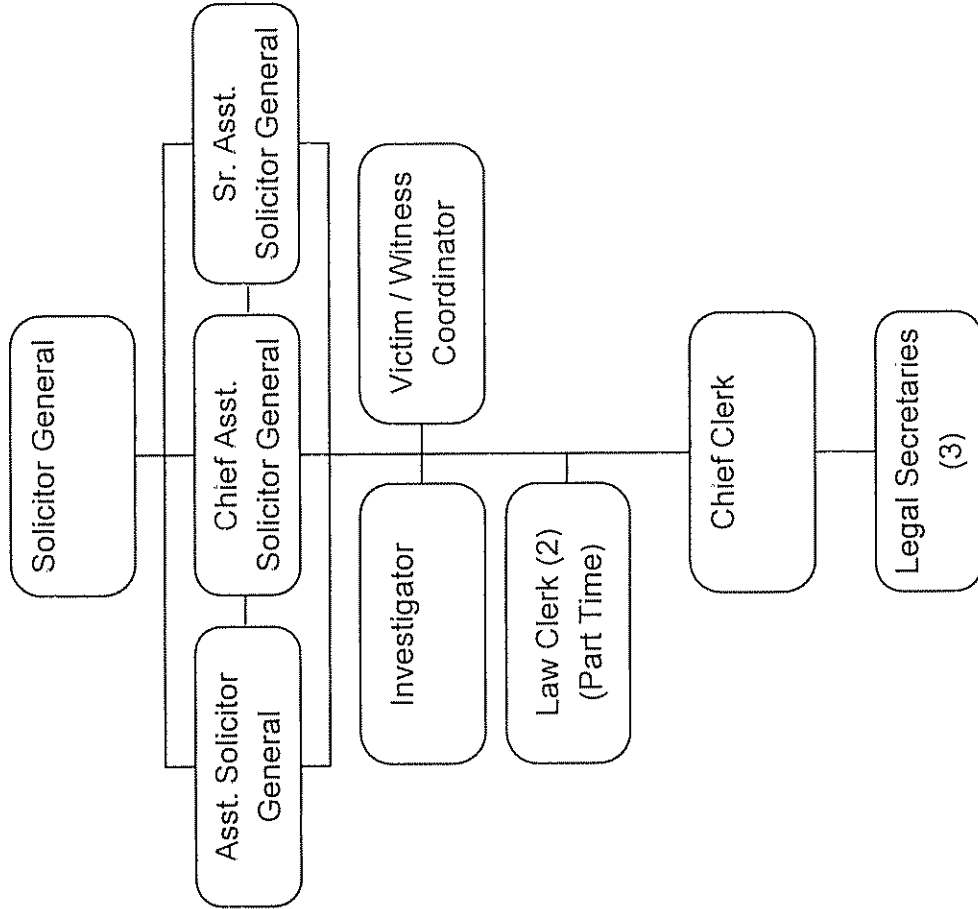 Solicitor General
Asst. Solicitor
General
Chief Asst.
Solicitor General
Sr. Asst.
Solicitor General
Investigator
Victim / Witness
Coordinator
Law Clerk (2)
(Part Time)
Chief Clerk
Legal Secretaries
(3)